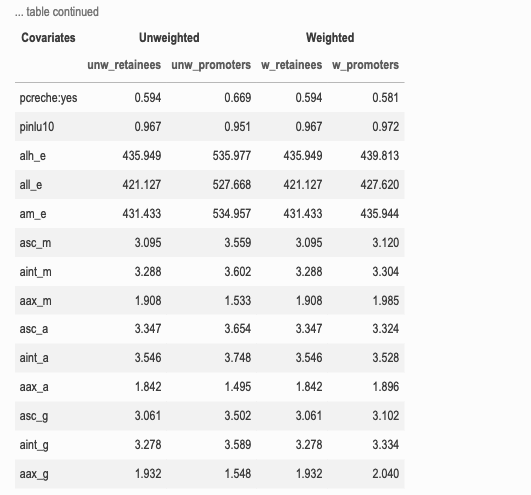 ... table continued
Covariates Unweighted Weighted
unw_retainees unw_promoters w_retainees w_promoters
pcreche:yes 0.594 0.669 0.594 0.581
pinlu10 0.967 0.951 0.967 0.972
alh_e 435.949 535.977 435.949 439.813
all_e 421.127 527.668 421.127 427.620
am_e 431.433 534.957 431.433 435.944
asc_m 3.095 3.559 3.095 3.120
aint_m 3.288 3.602 3.288 3.304
aax_m 1.908 1.533 1.908 1.985
asc_a 3.347 3.654 3.347 3.324
aint_a 3.546 3.748 3.546 3.528
aax_a 1.842 1.495 1.842 1.896
asc_g 3.061 3.502 3.061 3.102
aint_g 3.278 3.589 3.278 3.334
aax_g 1.932 1.548 1.932 2.040